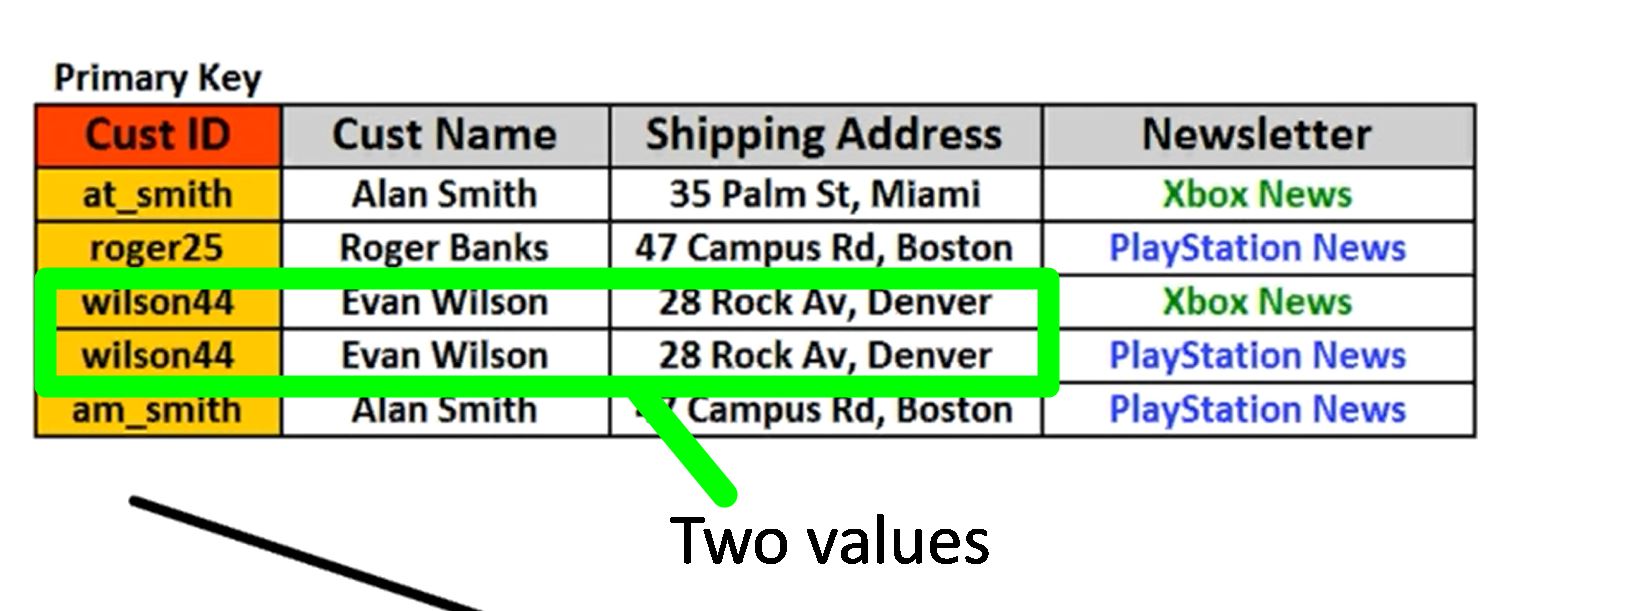 Primary Key
Cust ID Cust Name Shipping Address Newsletter
at_smith Alan Smith 35 Palm St, Miami Xbox News
roger25 Roger Banks 47 Campus Rd, Boston PlayStation News
wilson44 Evan Wilson 28 Rock Av, Denver Xbox News
wilson44 Evan Wilson 28 Rock Av, Denver PlayStation News
am_smith Alan Smith 47 Campus Rd, Boston PlayStation News
Two values